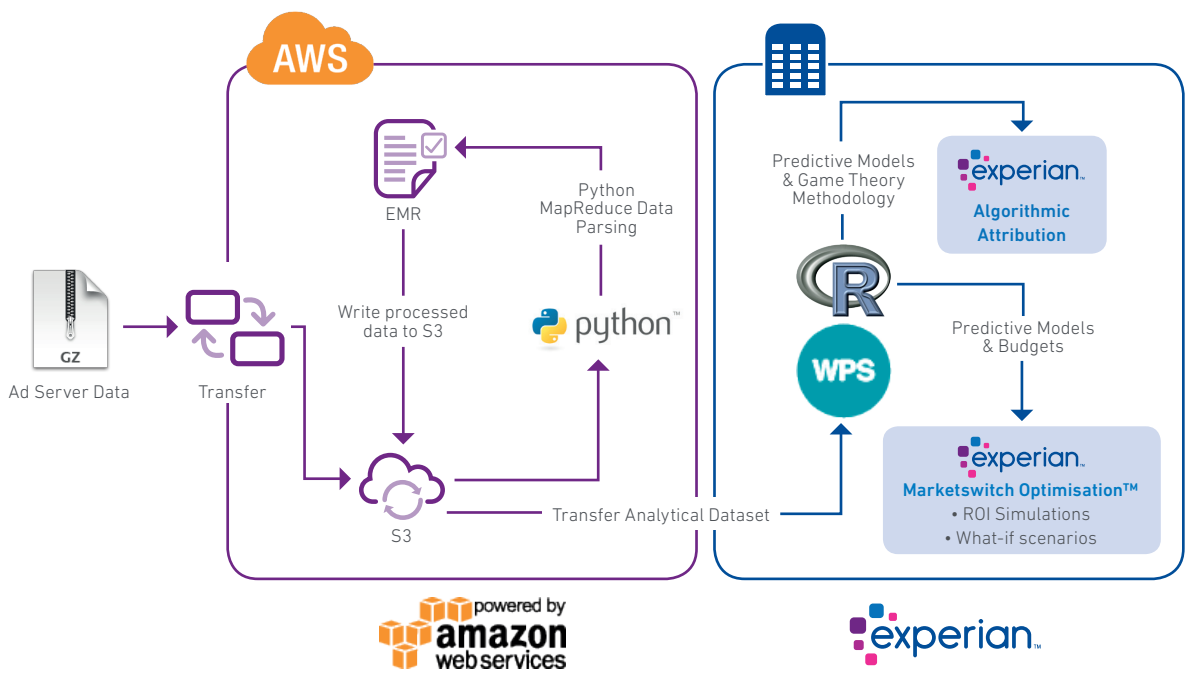 AWS
EMR
Python
MapReduce Data
Parsing
Write processed
data to S3
python™
GZ
Ad Server Data
Transfer
S3
Transfer Analytical Dataset
Predictive Models
& Game Theory
Methodology
experian™
Algorithmic
Attribution
R
WPS
Predictive Models
& Budgets
experian™
Marketswitch Optimisation™
• ROI Simulations
• What-if scenarios
powered by
amazon
web services
experian™